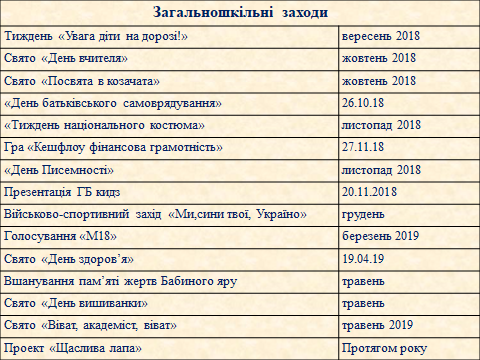 Загальношкільні заходи
Тиждень «Увага діти на дорозі!» вересень 2018
Свято «День вчителя» жовтень 2018
Свято «Посвята в козачата» жовтень 2018
«День батьківського самоврядування» 26.10.18
«Тиждень національного костюма» листопад 2018
Гра «Кешфлоу фінансова грамотність» 27.11.18
«День Писемності» листопад 2018
Презентація ГБ кидз 20.11.2018
Військово-спортивний захід «Ми,сини твої, Україно» грудень
Голосування «М18» березень 2019
Свято «День здоров’я» 19.04.19
Вшанування пам’яті жертв Бабиного яру травень
Свято «День вишиванки» травень
Свято «Віват, академіст, віват» травень 2019
Проект «Щаслива лапа» Протягом року